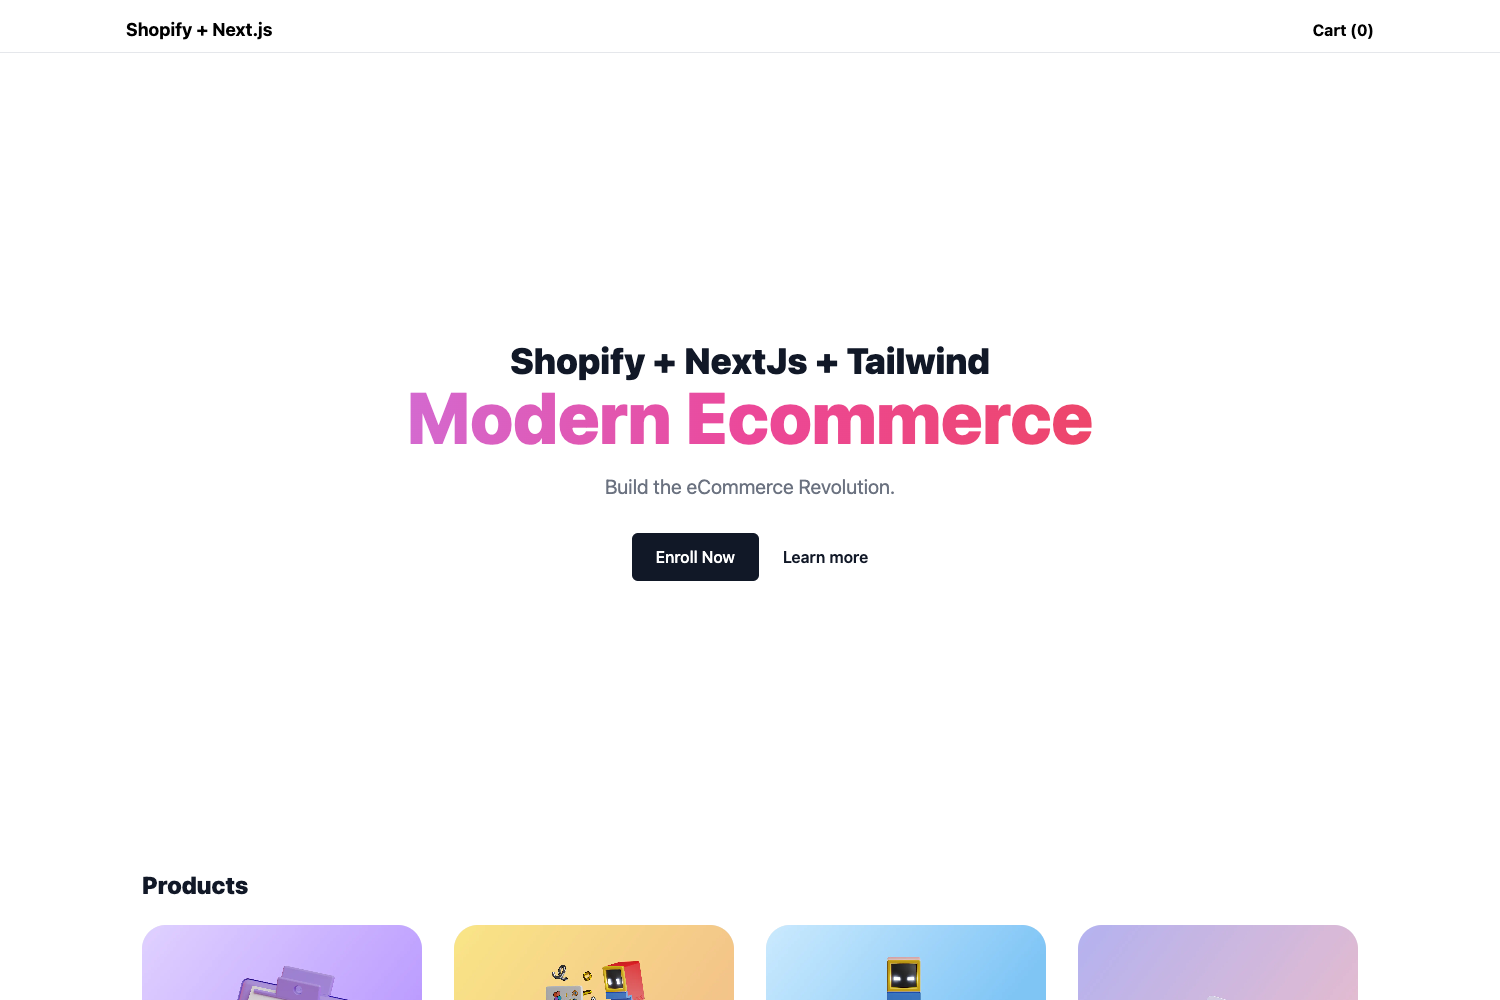 Shopify + Next.js
Cart (0)
Shopify + NextJs + Tailwind
Modern Ecommerce
Build the eCommerce Revolution.
Enroll Now
Learn more
Products